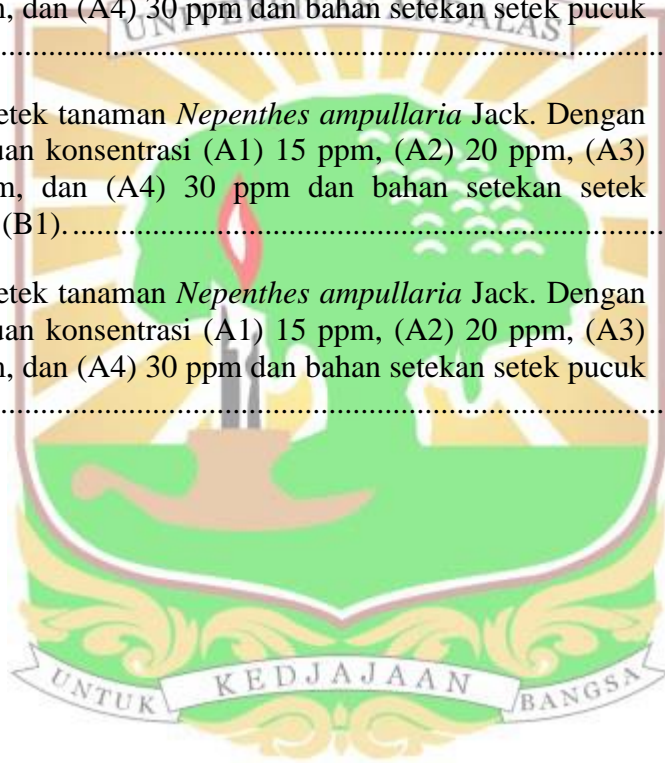 n, dan (A4) 30 ppm dan bahan setekan setek pucuk
UNIVERSITAS ANDALAS
................................................................................
etek tanaman Nepenthes ampullaria Jack. Dengan
uan konsentrasi (A1) 15 ppm, (A2) 20 ppm, (A3)
m, dan (A4) 30 ppm dan bahan setekan setek
(B1).........................................................................
etek tanaman Nepenthes ampullaria Jack. Dengan
uan konsentrasi (A1) 15 ppm, (A2) 20 ppm, (A3)
n, dan (A4) 30 ppm dan bahan setekan setek pucuk
................................................................................
UNTUK KEDJAJAAN BANGSA